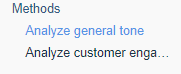 Methods
Analyze general tone
Analyze customer enga...